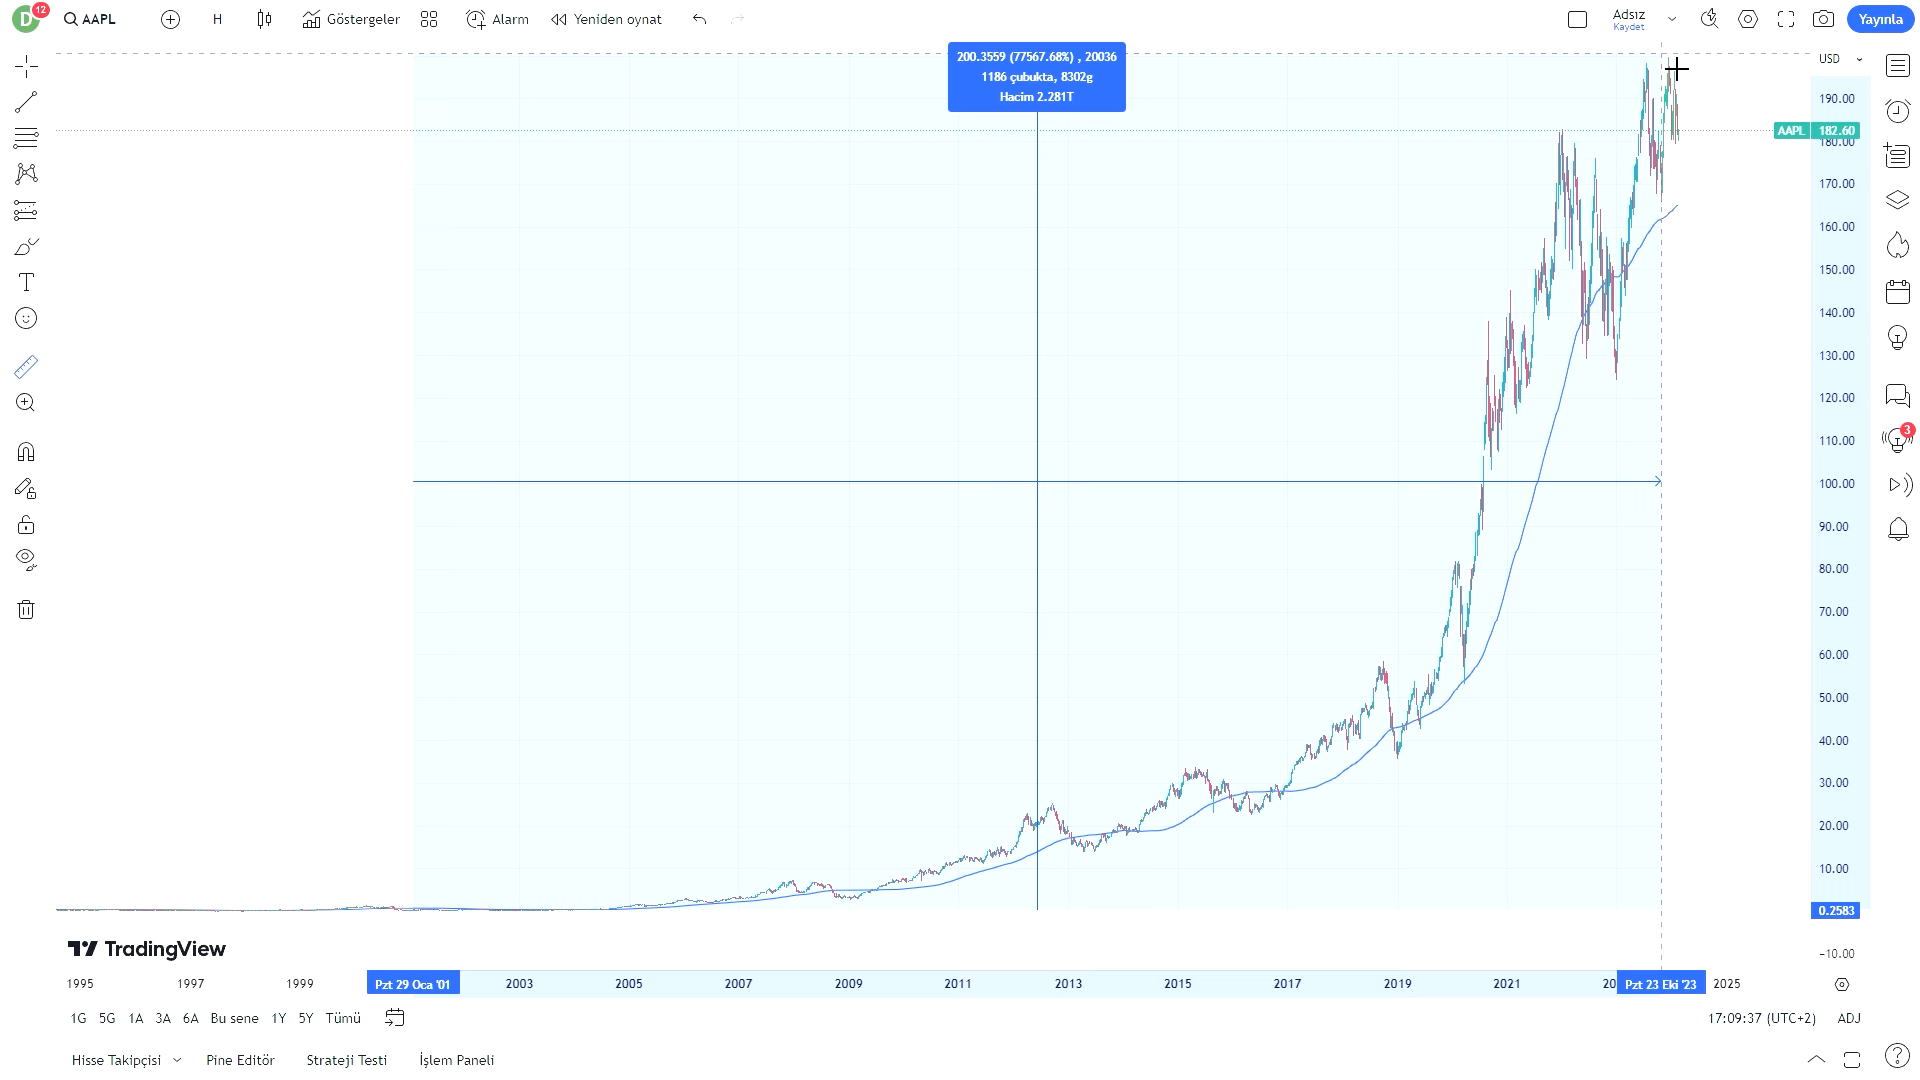 D 12
AAPL
H
Göstergeler
Alarm
Yeniden oynat
Adsız
Kaydet
Yayınla
200.3559 (77567.68%) , 20036
1186 çubukta, 8302g
Hacim 2.281T
USD
190.00
AAPL 182.60
180.00
170.00
160.00
150.00
140.00
130.00
120.00
110.00
100.00
90.00
80.00
70.00
60.00
50.00
40.00
30.00
20.00
10.00
0.2583
−10.00
3
TradingView
1995 1997 1999 Pzt 29 Oca '01 2003 2005 2007 2009 2011 2013 2015 2017 2019 2021 20 Pzt 23 Eki '23 2025
1G 5G 1A 3A 6A Bu sene 1Y 5Y Tümü
17:09:37 (UTC+2) ADJ
Hisse Takipçisi Pine Editör Strateji Testi İşlem Paneli